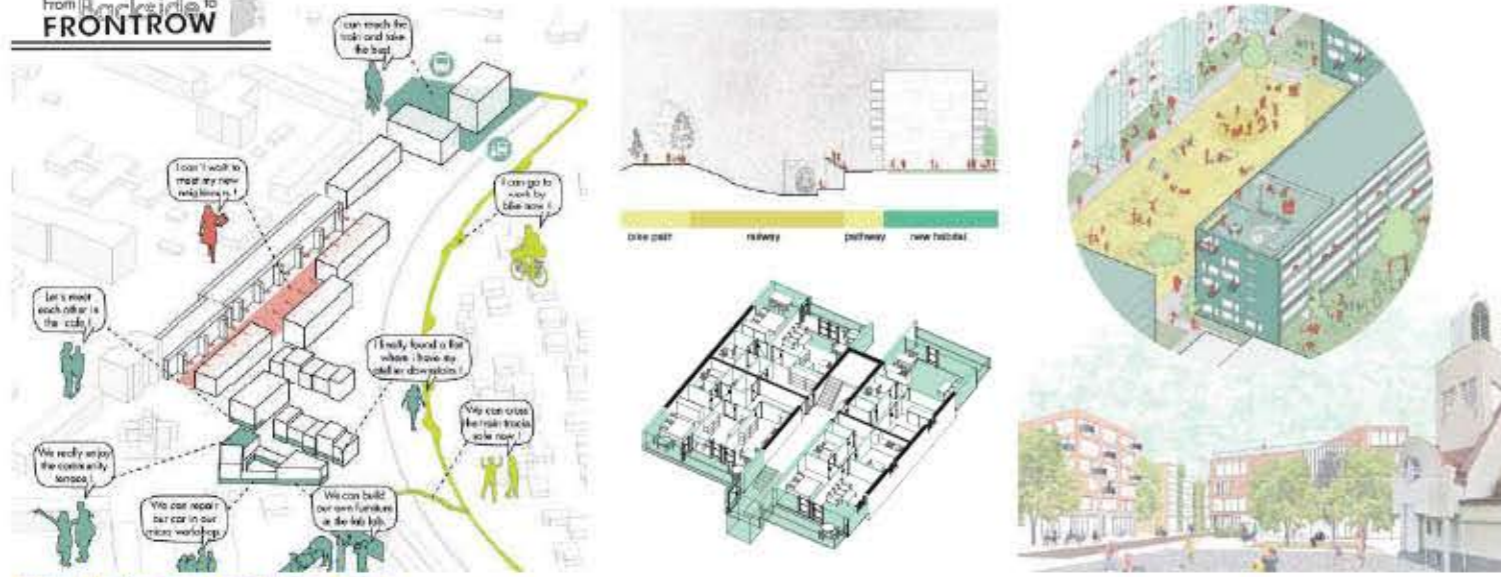 From Backside to
FRONTROW
I can reach the
train and take
the bus!
I can't wait to
meet my new
neighbours !
I can go to
work by
bike now !
Let's meet
each other in
the cafe !
I finally found a flat
where i have my
atelier downstairs !
We can cross
the train tracks
safe now !
We really enjoy
the community
terrace !
We can repair
our car in our
micro workshop
We can build
our own furniture
in the fab lab
bike path
railway
pathway
new habitat